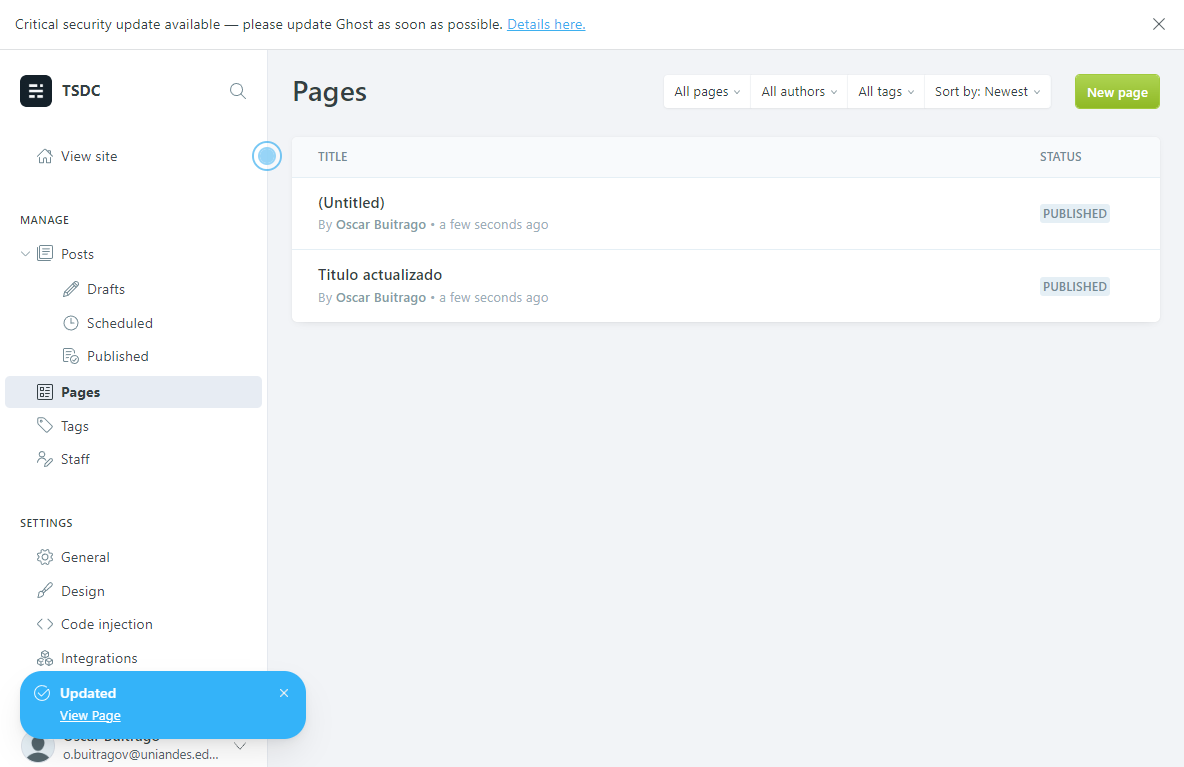 Critical security update available — please update Ghost as soon as possible. Details here.
TSDC
View site
MANAGE
Posts
Drafts
Scheduled
Published
Pages
Tags
Staff
SETTINGS
General
Design
Code injection
Integrations
Updated
View Page
Oscar Buitrago
o.buitragov@uniandes.ed...
Pages
All pages
All authors
All tags
Sort by: Newest
New page
TITLE
STATUS
(Untitled)
By Oscar Buitrago • a few seconds ago
PUBLISHED
Titulo actualizado
By Oscar Buitrago • a few seconds ago
PUBLISHED